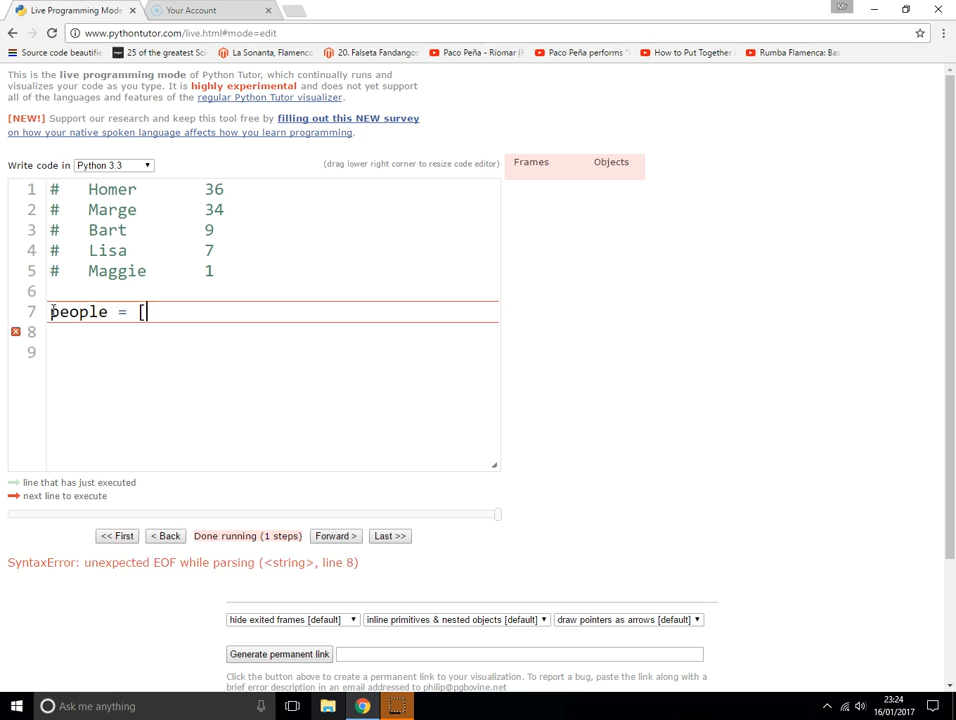 Live Programming Mode
Your Account
Mr
www.pythontutor.com/live.html#mode=edit
Source code beautifie
25 of the greatest Sci
La Sonanta, Flamenco
20. Falseta Fandangos
Paco Peña - Riomar (F
Paco Peña performs "
How to Put Together
Rumba Flamenca: Bas
This is the live programming mode of Python Tutor, which continually runs and
visualizes your code as you type. It is highly experimental and does not yet support
all of the languages and features of the regular Python Tutor visualizer.
[NEW!] Support our research and keep this tool free by filling out this NEW survey
on how your native spoken language affects how you learn programming.
Write code in Python 3.3
(drag lower right corner to resize code editor)
Frames Objects
1 # Homer 36
2 # Marge 34
3 # Bart 9
4 # Lisa 7
5 # Maggie 1
6
7 people = [
8
9
line that has just executed
next line to execute
<< First < Back Done running (1 steps) Forward > Last >>
SyntaxError: unexpected EOF while parsing (<string>, line 8)
hide exited frames [default] inline primitives & nested objects [default] draw pointers as arrows [default]
Generate permanent link
Click the button above to create a permanent link to your visualization. To report a bug, paste the link along with a
brief error description in an email addressed to philip@pgbovine.net
Ask me anything
23:24
16/01/2017